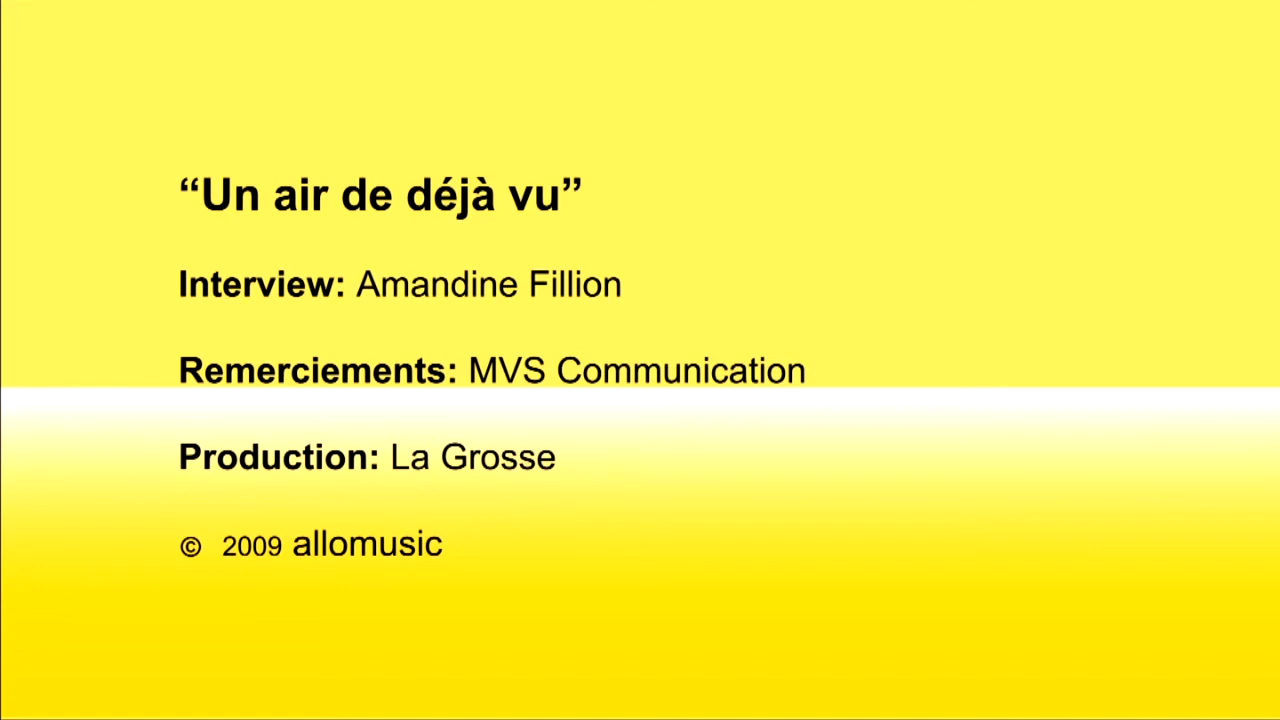 “Un air de déjà vu”
Interview: Amandine Fillion
Remerciements: MVS Communication
Production: La Grosse
© 2009 allomusic